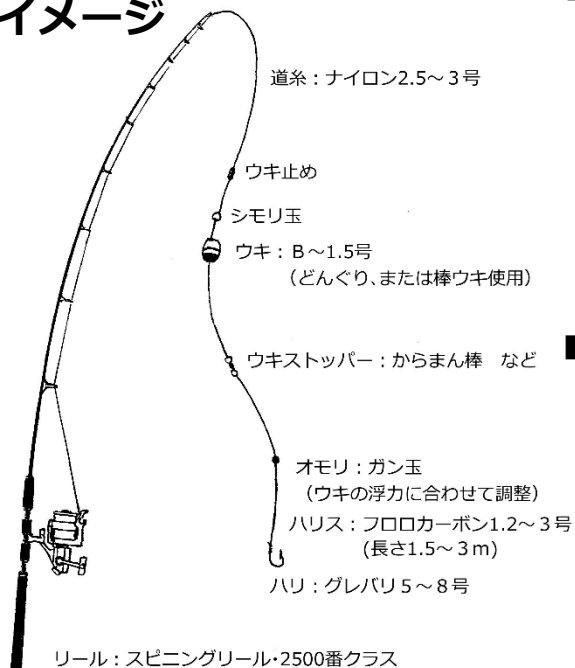 イメージ
道糸：ナイロン2.5～３号
ウキ止め
シモリ玉
ウキ：Ｂ～1.5号
（どんぐり、または棒ウキ使用）
ウキストッパー：からまん棒　など
オモリ：ガン玉
（ウキの浮力に合わせて調整）
ハリス：フロロカーボン1.2～３号
(長さ1.5～３ｍ)
ハリ：グレバリ５～８号
リール：スピニングリール・2500番クラス